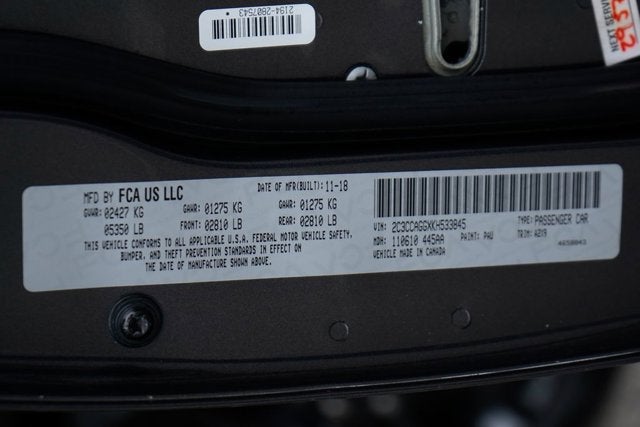 2194-2807543
NEXT SERV
MFD BY FCA US LLC
DATE OF MFR(BUILT): 11-18
GVWR: 02427 KG GAWR: 01275 KG GAWR: 01275 KG
05350 LB FRONT: 02810 LB REAR: 02810 LB
THIS VEHICLE CONFORMS TO ALL APPLICABLE U.S.A. FEDERAL MOTOR VEHICLE SAFETY,
BUMPER, AND THEFT PREVENTION STANDARDS IN EFFECT ON
THE DATE OF MANUFACTURE SHOWN ABOVE.
VIN: 2C3CCAGGXKH533845 TYPE: PASSENGER CAR
MDH: 110610 445AA PAINT: PAU TRIM: A2X9
VEHICLE MADE IN CANADA 4658043